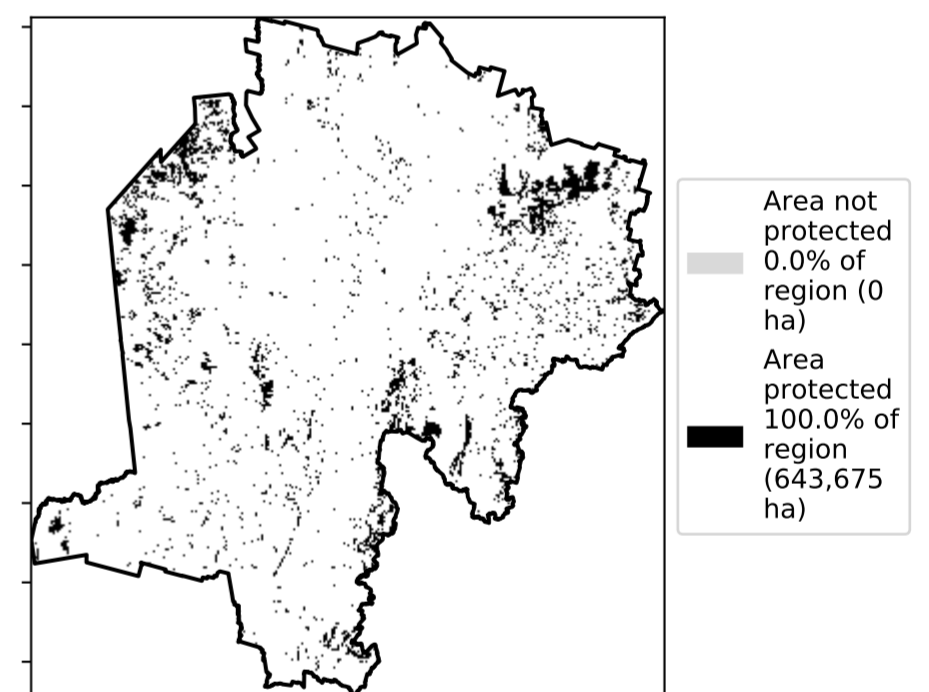 Area not
protected
0.0% of
region (0
ha)
Area
protected
100.0% of
region
(643,675
ha)